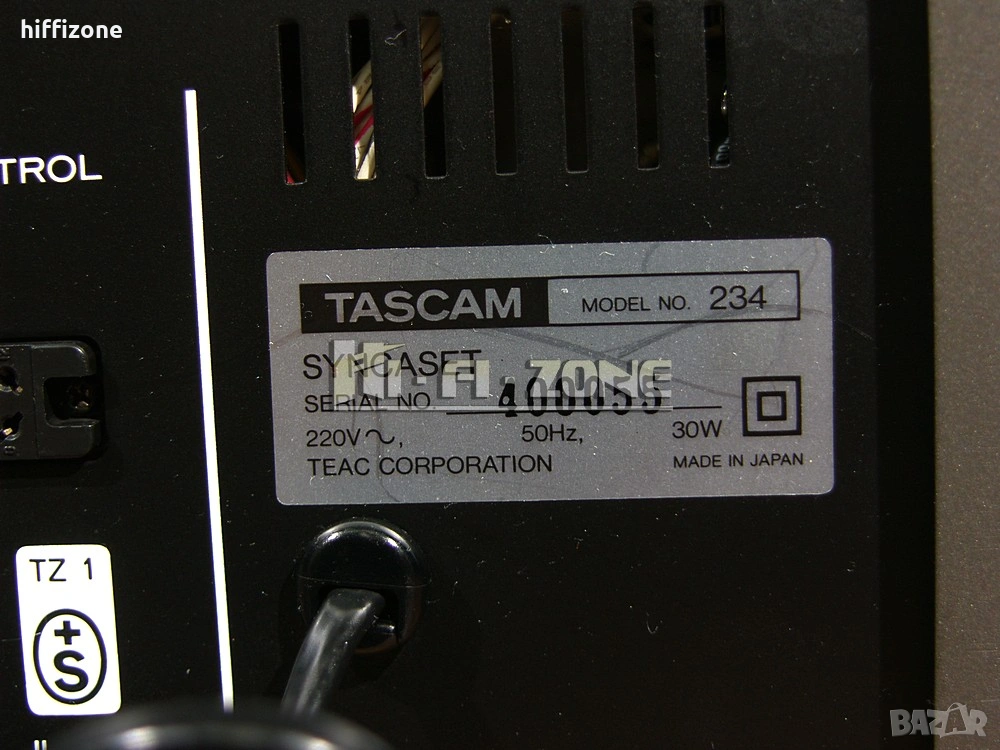 hiffizone
TROL
TASCAM MODEL NO. 234
SYNCASET
Hi-Fi ZONE
SERIAL NO. 400055
220V～, 50Hz, 30W
TEAC CORPORATION MADE IN JAPAN
TZ 1
+S
BAZAR